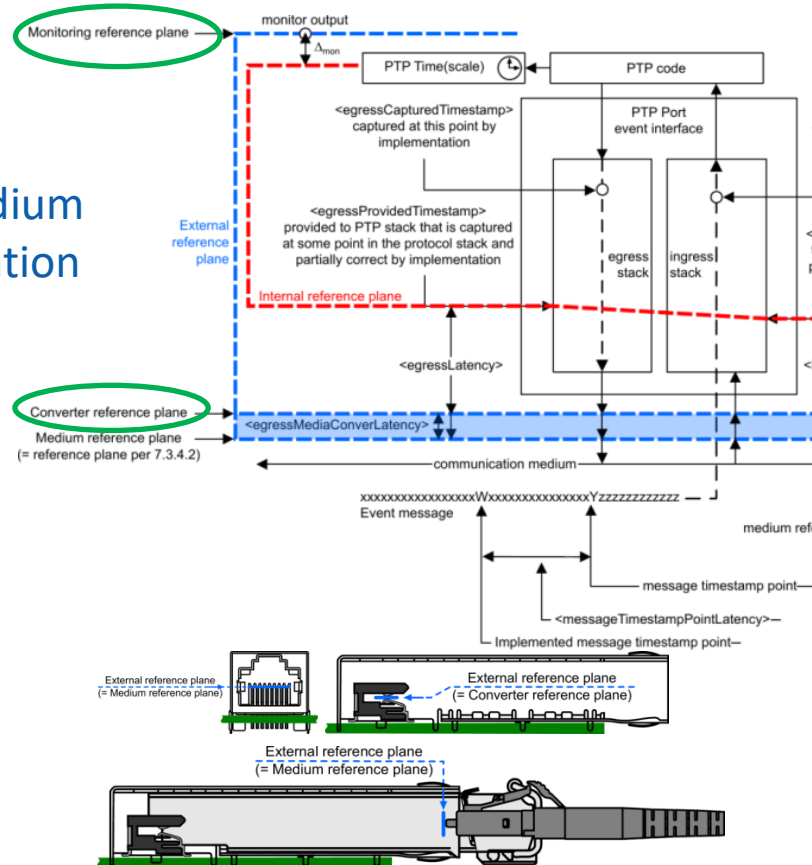 monitor output
Monitoring reference plane
Δmon
PTP Time(scale)
PTP code
<egressCapturedTimestamp>
captured at this point by
implementation
PTP Port
event interface
dium
ation
External
reference
plane
<egressProvidedTimestamp>
provided to PTP stack that is captured
at some point in the protocol stack and
partially correct by implementation
egress
stack
ingress
stack
<
p
Internal reference plane
<egressLatency>
<
Converter reference plane
<egressMediaConverLatency>
Medium reference plane
(= reference plane per 7.3.4.2)
communication medium
xxxxxxxxxxxxxxxxxWxxxxxxxxxxxxxxxYzzzzzzzzzzzz
Event message
medium refe
message timestamp point
<messageTimestampPointLatency>
Implemented message timestamp point
External reference plane
(= Medium reference plane)
External reference plane
(= Converter reference plane)
External reference plane
(= Medium reference plane)